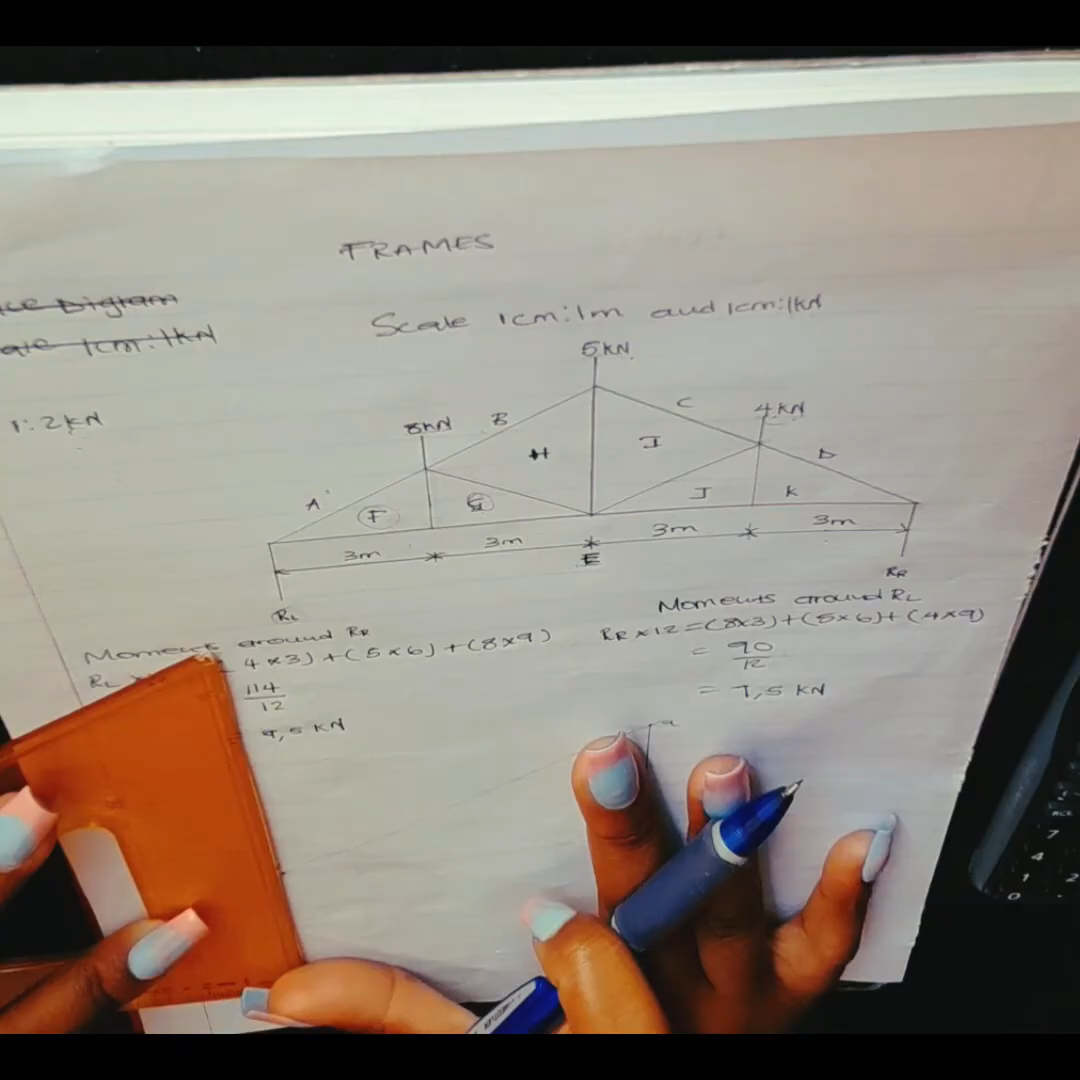 FRAMES
Scale 1cm:1m and 1cm:1kN
1:2kN
5kN
8kN
B
C
4kN
A
H
I
D
F
G
J
K
3m
3m
3m
3m
E
RL
RR
Moments around RR
4x3)+(5x6)+(8x9)
114
12
9,5 KN
Moments around RL
RR x12=(8x3)+(5x6)+(4x9)
= 90
12
= 7,5 KN
a